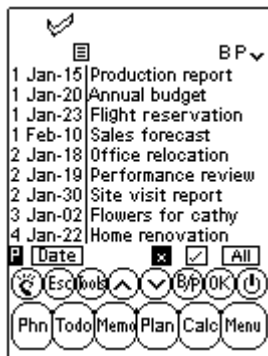 B P
1 Jan-15 Production report
1 Jan-20 Annual budget
1 Jan-23 Flight reservation
1 Feb-10 Sales forecast
2 Jan-18 Office relocation
2 Jan-19 Performance review
2 Jan-30 Site visit report
3 Jan-02 Flowers for cathy
4 Jan-22 Home renovation
P Date x All
Esc Tools B/P OK
Phn Todo Memo Plan Calc Menu